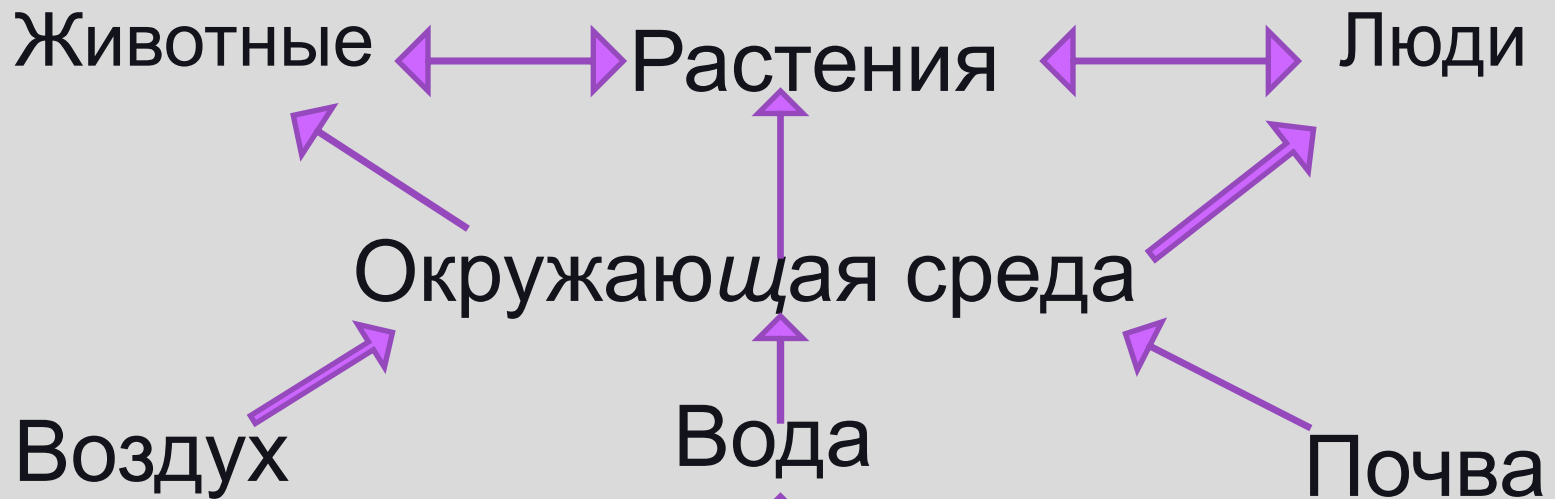 Животные Растения Люди
Окружающая среда
Воздух Вода Почва